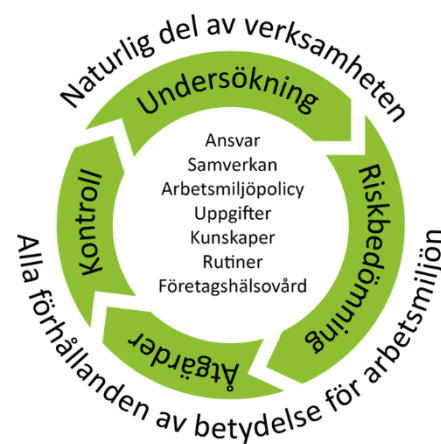 Naturlig del av verksamheten
Undersökning
Riskbedömning
Åtgärder
Kontroll
Ansvar
Samverkan
Arbetsmiljöpolicy
Uppgifter
Kunskaper
Rutiner
Företagshälsovård
Alla förhållanden av betydelse för arbetsmiljön